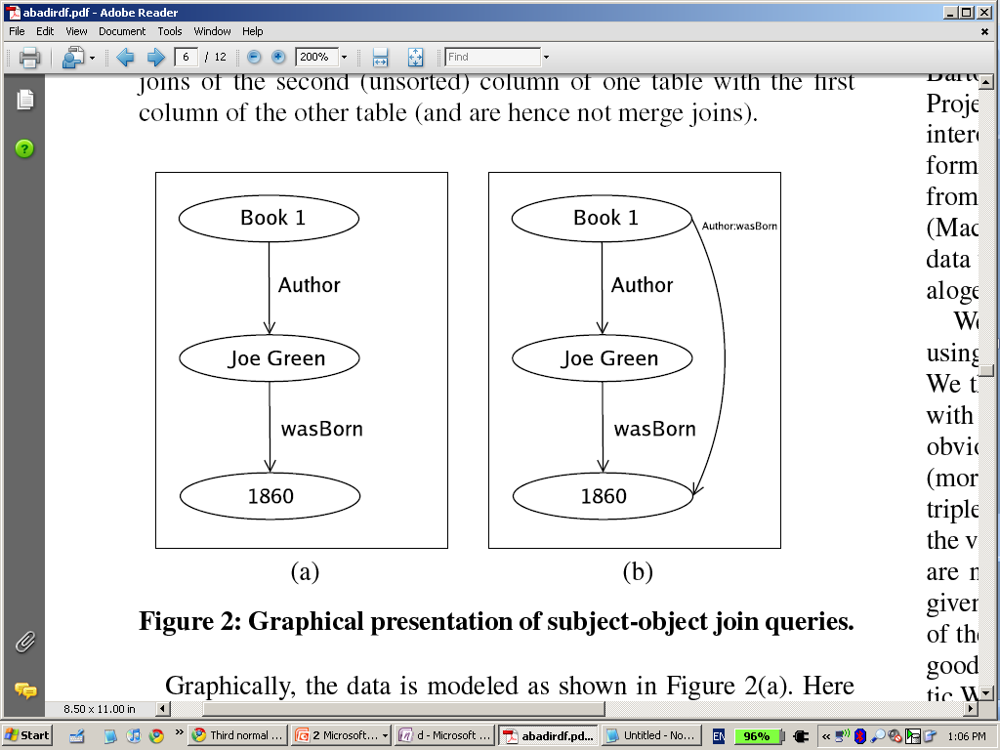 abadirdf.pdf - Adobe Reader
File Edit View Document Tools Window Help
6 / 12 200% Find
joins of the second (unsorted) column of one table with the first
column of the other table (and are hence not merge joins).
Book 1
Author
Joe Green
wasBorn
1860
(a)
Book 1
Author:wasBorn
Author
Joe Green
wasBorn
1860
(b)
Figure 2: Graphical presentation of subject-object join queries.
Graphically, the data is modeled as shown in Figure 2(a). Here
Proje
inter
form
from
(Mac
data
aloge
We
using
We t
with
obvio
(mor
triple
the v
are n
given
of the
good
tic W
8.50 x 11.00 in
Start » Third normal ... 2 Microsoft... d - Microsoft ... abadirdf.pd... Untitled - No... EN 96% « 1:06 PM